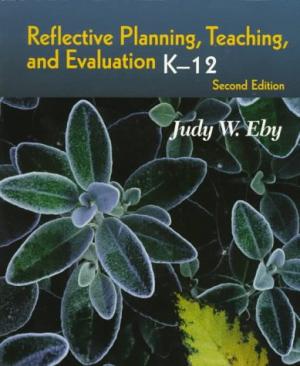 Reflective Planning, Teaching,
and Evaluation K–12
Second Edition
Judy W. Eby